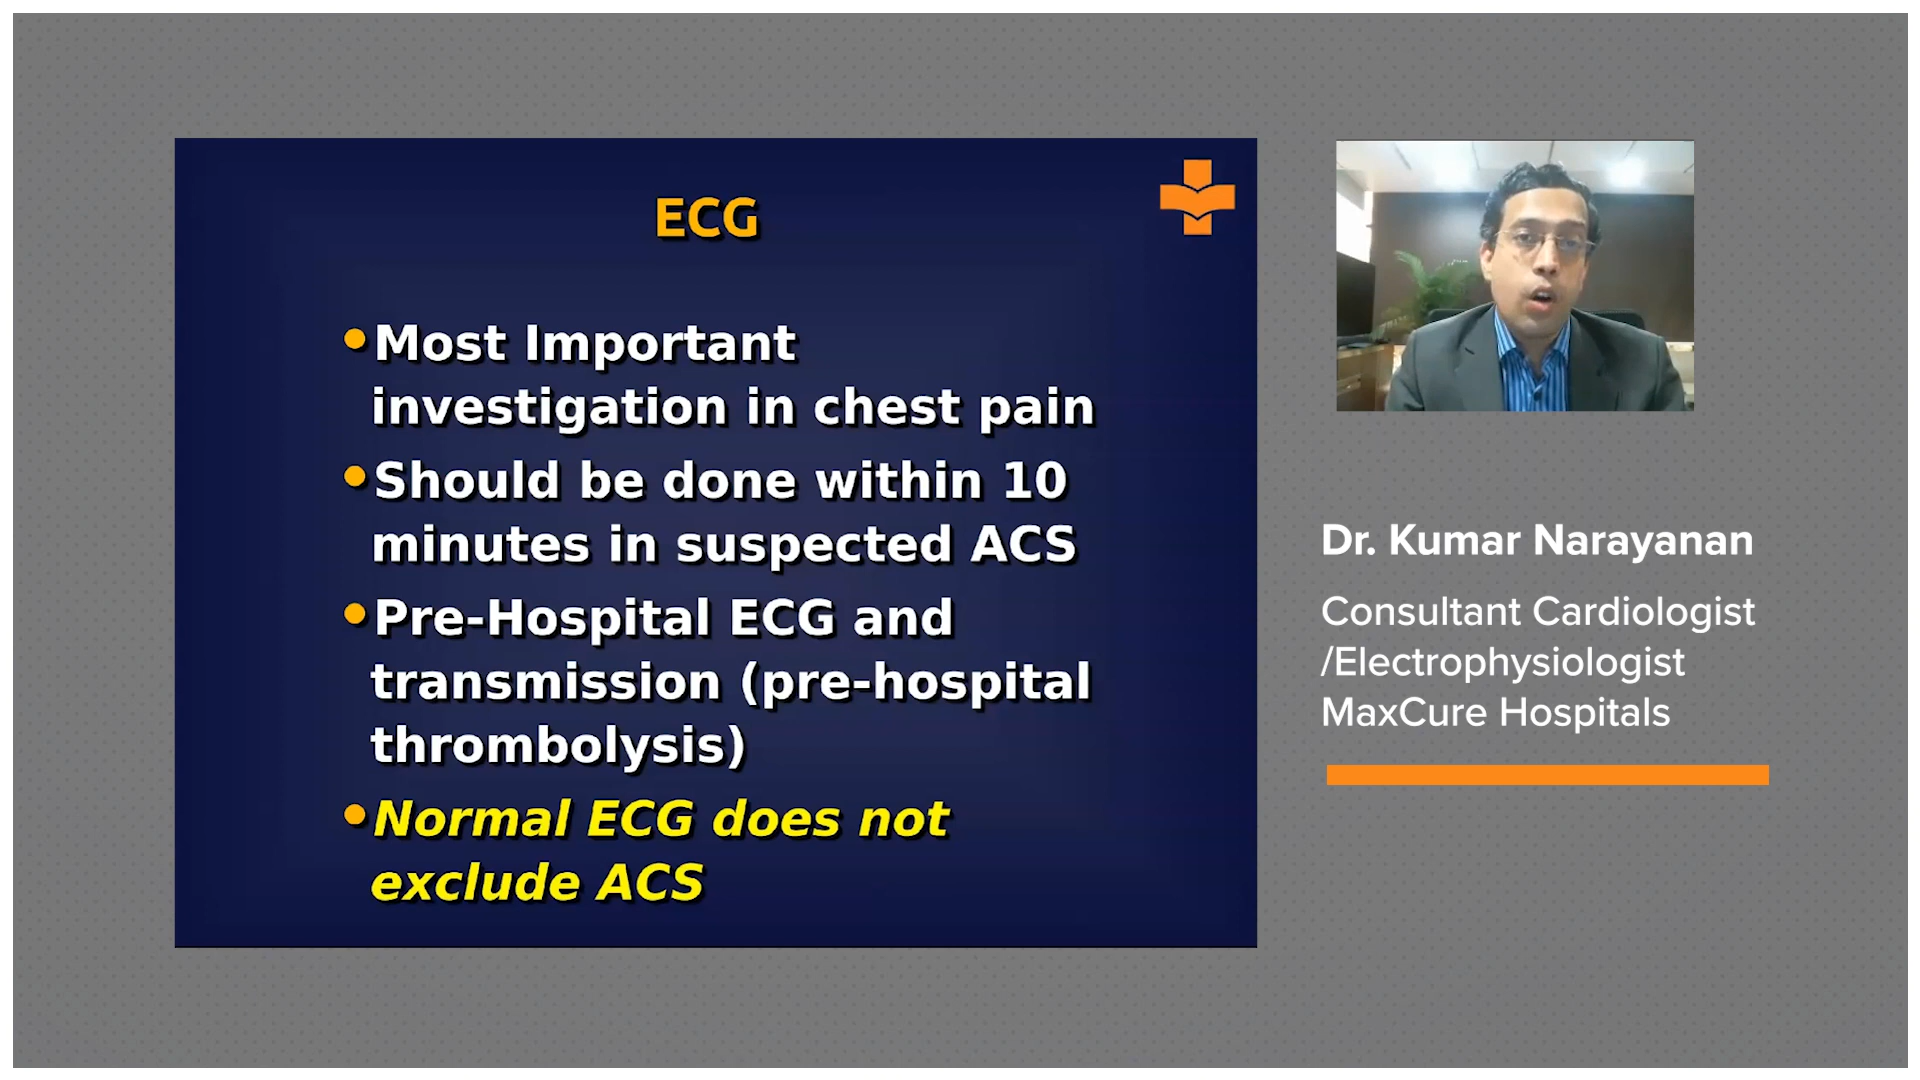 ECG
•Most Important
investigation in chest pain
•Should be done within 10
minutes in suspected ACS
•Pre-Hospital ECG and
transmission (pre-hospital
thrombolysis)
•Normal ECG does not
exclude ACS
Dr. Kumar Narayanan
Consultant Cardiologist
/Electrophysiologist
MaxCure Hospitals